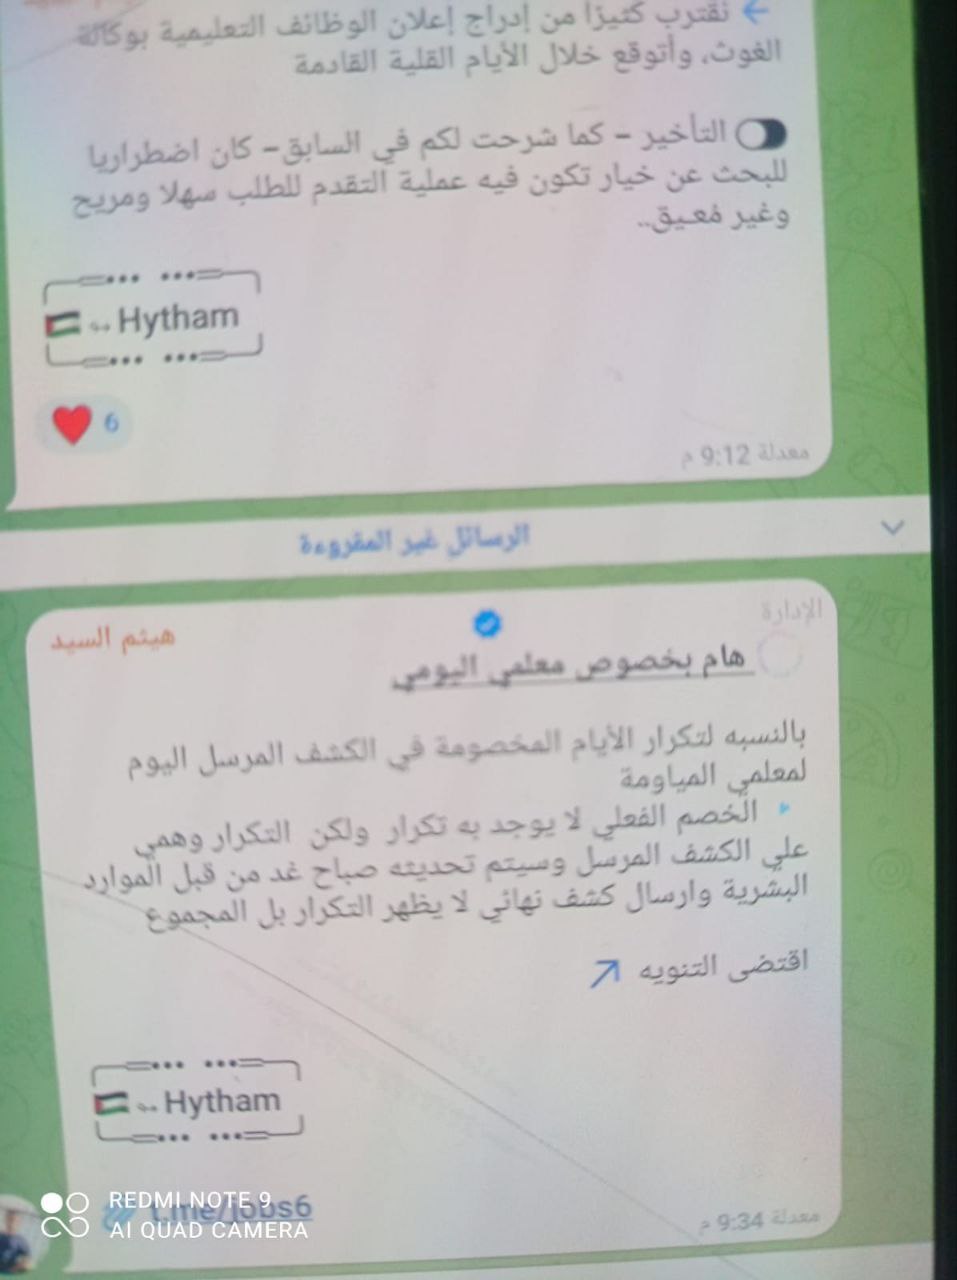 نقترب كثيرًا من إدراج إعلان الوظائف التعليمية بوكالة
الغوث، وأتوقع خلال الأيام القلية القادمة
التأخير - كما شرحت لكم في السابق- كان اضطراريا
للبحث عن خيار تكون فيه عملية التقدم للطلب سهلا ومريح
وغير مُعيق..
Hytham
6
معدلة 9:12 م
الرسائل غير المقروءة
هيثم السيد
الإدارة
هام بخصوص معلمي اليومي
بالنسبه لتكرار الأيام المخصومة في الكشف المرسل اليوم
لمعلمي المياومة
الخصم الفعلي لا يوجد به تكرار ولكن التكرار وهمي
علي الكشف المرسل وسيتم تحديثه صباح غد من قبل الموارد
البشرية وارسال كشف نهائي لا يظهر التكرار بل المجموع
اقتضى التنويه
Hytham
t.me/jobs6
معدلة 9:34 م
REDMI NOTE 9
AI QUAD CAMERA